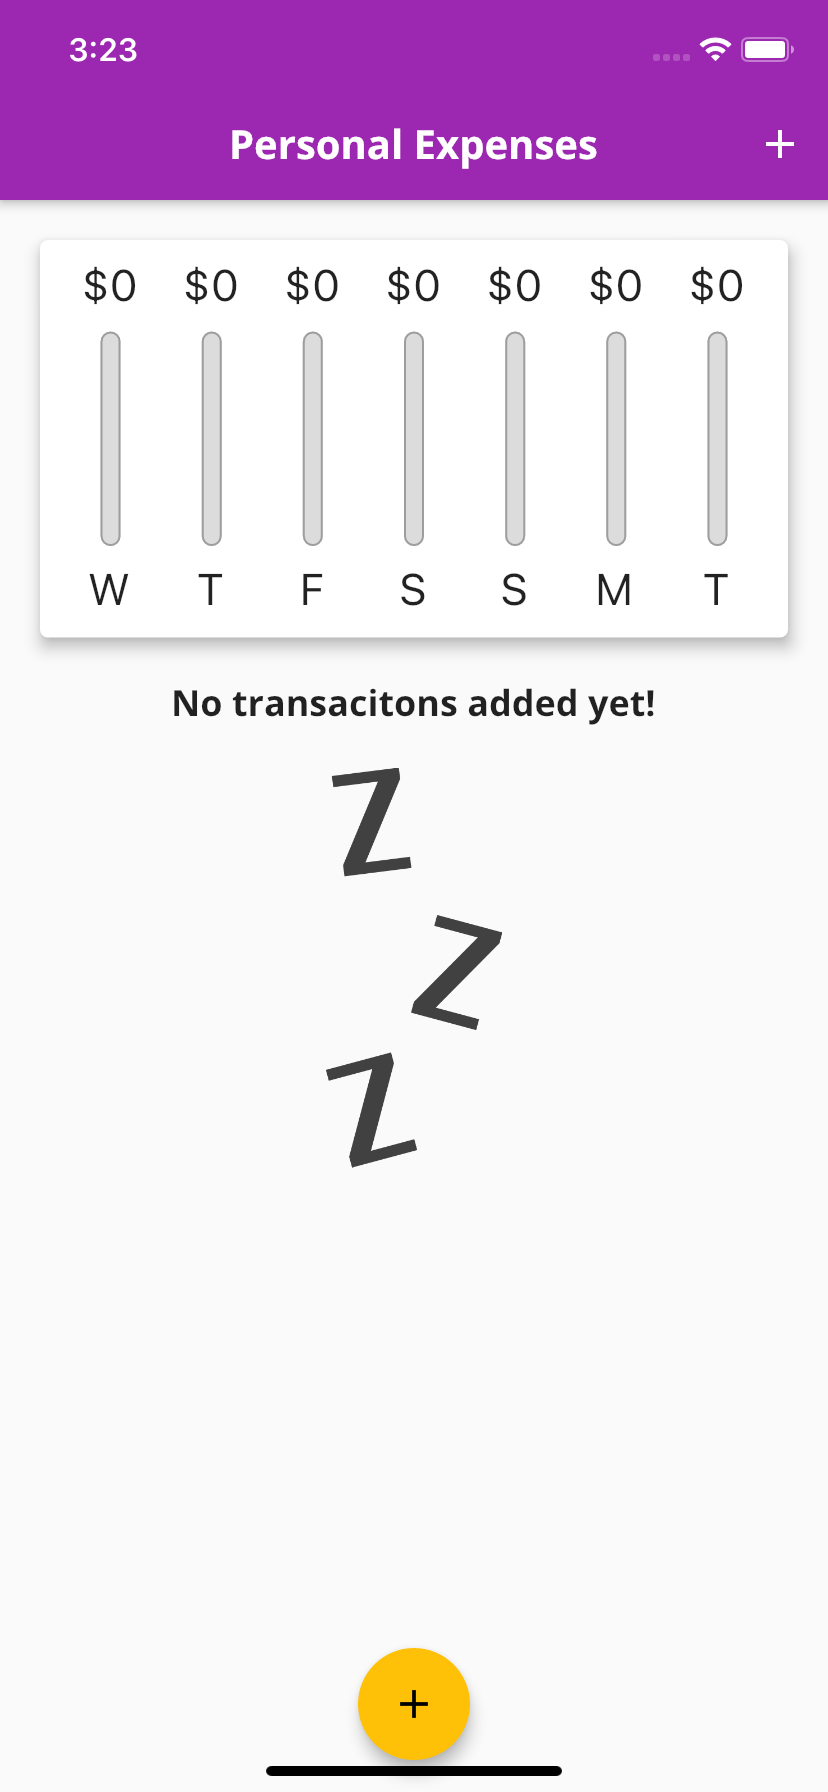 3:23
Personal Expenses +
$0 $0 $0 $0 $0 $0 $0
W T F S S M T
No transacitons added yet!
Z
Z
Z
+